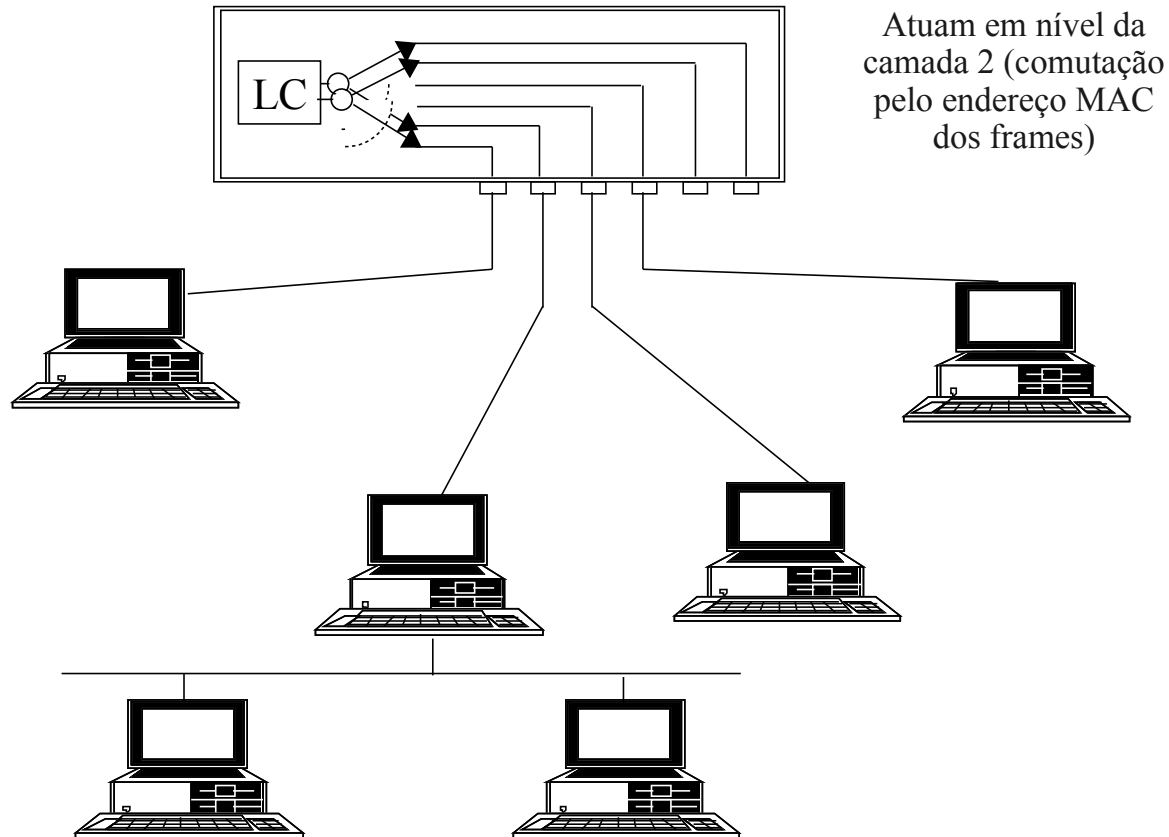 Atuam em nível da
camada 2 (comutação
pelo endereço MAC
dos frames)
LC